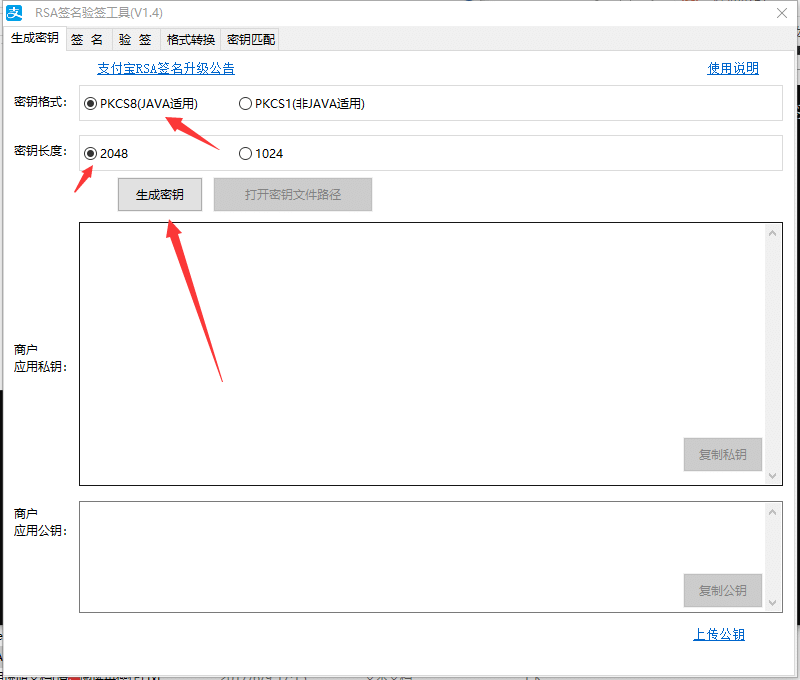 RSA签名验签工具(V1.4)
生成密钥 签 名 验 签 格式转换 密钥匹配
支付宝RSA签名升级公告 使用说明
密钥格式: PKCS8(JAVA适用) PKCS1(非JAVA适用)
密钥长度: 2048 1024
生成密钥 打开密钥文件路径
商户
应用私钥:
复制私钥
商户
应用公钥:
复制公钥
上传公钥